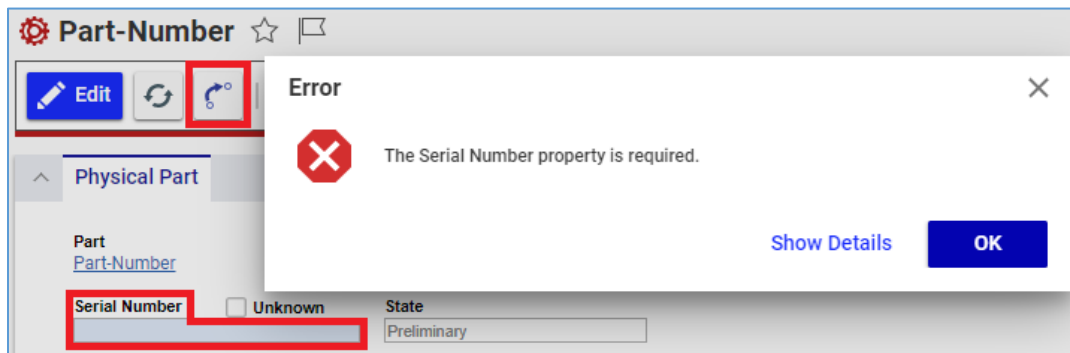 Part-Number
Edit
Error
The Serial Number property is required.
Show Details
OK
Physical Part
Part
Part-Number
Serial Number
Unknown
State
Preliminary